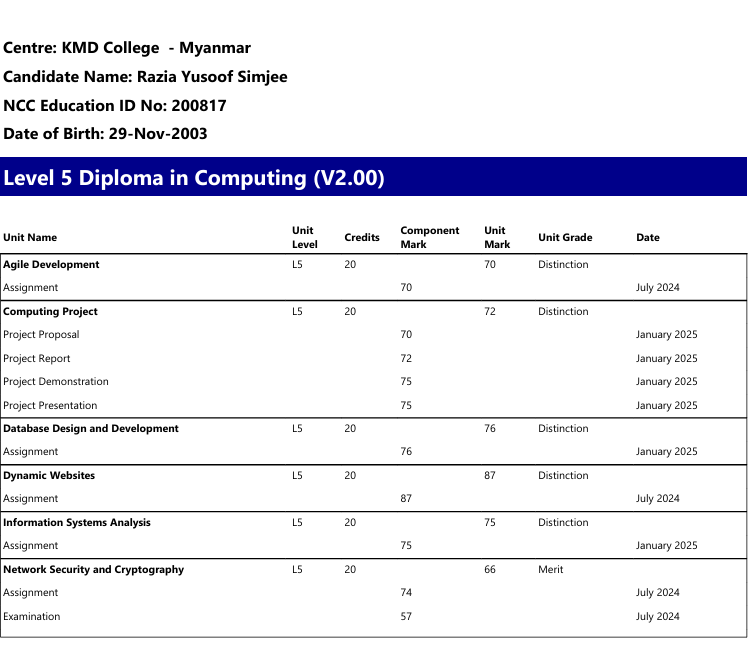 Centre: KMD College  - Myanmar
Candidate Name: Razia Yusoof Simjee
NCC Education ID No: 200817
Date of Birth: 29-Nov-2003
Level 5 Diploma in Computing (V2.00)
Unit Name Unit Level Credits Component Mark Unit Mark Unit Grade Date
Agile Development L5 20 70 Distinction
Assignment 70 July 2024
Computing Project L5 20 72 Distinction
Project Proposal 70 January 2025
Project Report 72 January 2025
Project Demonstration 75 January 2025
Project Presentation 75 January 2025
Database Design and Development L5 20 76 Distinction
Assignment 76 January 2025
Dynamic Websites L5 20 87 Distinction
Assignment 87 July 2024
Information Systems Analysis L5 20 75 Distinction
Assignment 75 January 2025
Network Security and Cryptography L5 20 66 Merit
Assignment 74 July 2024
Examination 57 July 2024